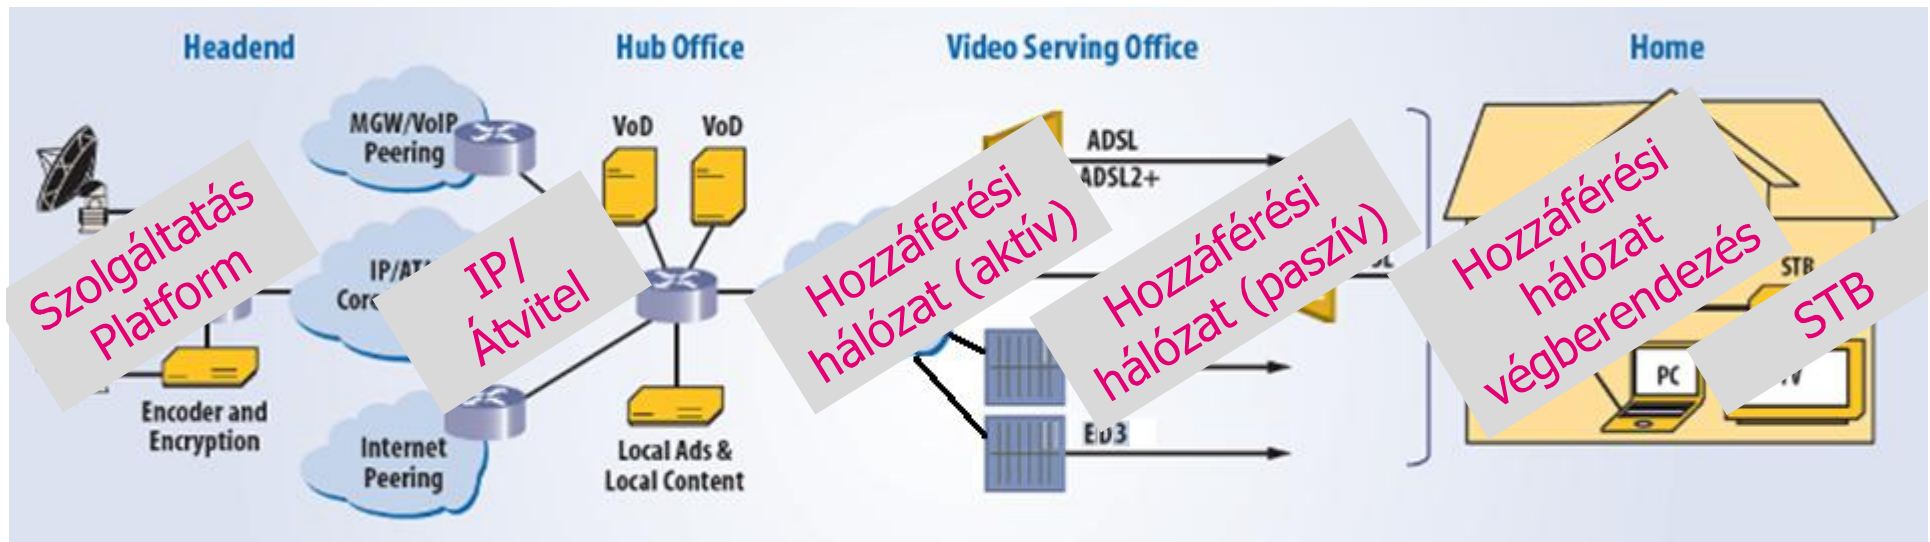 Headend
Hub Office
Video Serving Office
Home
MGW/VoIP
Peering
VoD
VoD
ADSL
ADSL2+
Szolgáltatás
Platform
IP/
Átvitel
Hozzáférési
hálózat (aktív)
Hozzáférési
hálózat (paszív)
Hozzáférési
hálózat
végberendezés
STB
STB
PC
Encoder and
Encryption
Internet
Peering
Local Ads &
Local Content